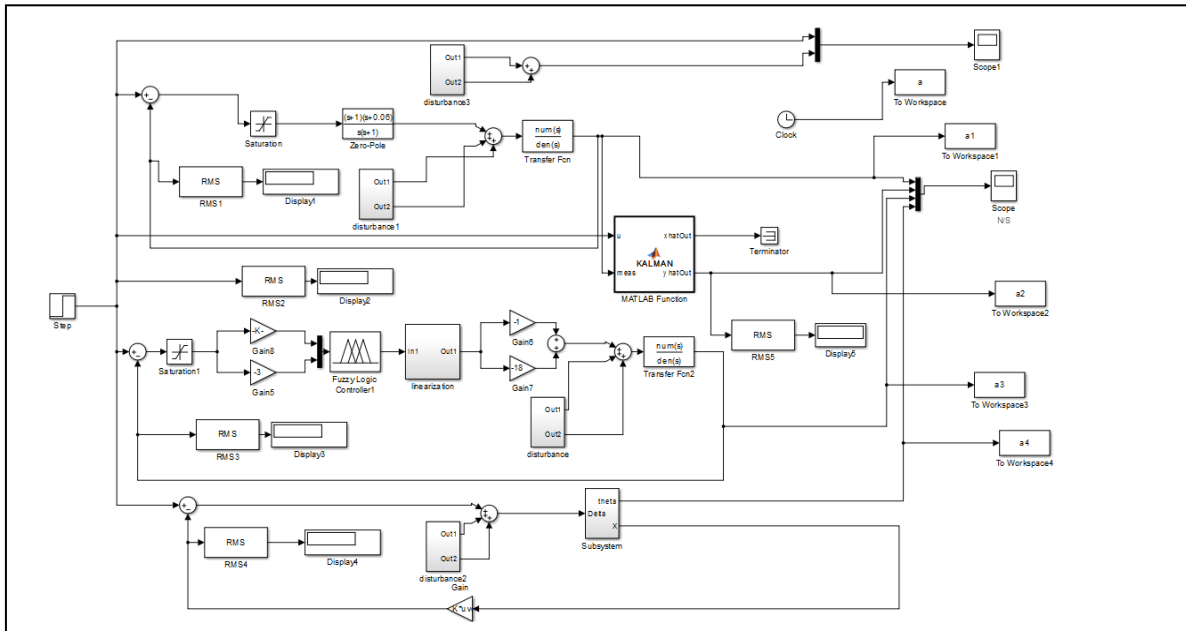 Out1
Out2
disturbance3
Scope1
a
To Workspace
Clock
Saturation
(s+1)(s+0.06)
s(s+1)
Zero-Pole
num(s)
den(s)
Transfer Fcn
a1
To Workspace1
RMS
RMS1
Display1
Out1
Out2
disturbance1
Scope
N/S
u
meas
KALMAN
xhatOut
yhatOut
MATLAB Function
Terminator
RMS
RMS2
Display2
Step
a2
To Workspace2
RMS
RMS5
Display5
Saturation1
-K-
Gain8
-3
Gain5
Fuzzy Logic
Controller1
In1
Out1
linearization
-1
Gain6
-18
Gain7
num(s)
den(s)
Transfer Fcn2
Out1
Out2
disturbance
a3
To Workspace3
RMS
RMS3
Display3
a4
To Workspace4
RMS
RMS4
Display4
Out1
Out2
disturbance2
Delta
theta
X
Subsystem
Gain
K*uv